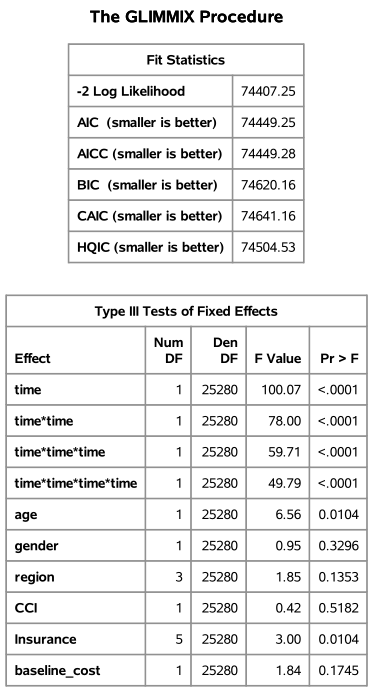 The GLIMMIX Procedure
Fit Statistics
-2 Log Likelihood 74407.25
AIC (smaller is better) 74449.25
AICC (smaller is better) 74449.28
BIC (smaller is better) 74620.16
CAIC (smaller is better) 74641.16
HQIC (smaller is better) 74504.53
Type III Tests of Fixed Effects
Effect Num DF Den DF F Value Pr > F
time 1 25280 100.07 <.0001
time*time 1 25280 78.00 <.0001
time*time*time 1 25280 59.71 <.0001
time*time*time*time 1 25280 49.79 <.0001
age 1 25280 6.56 0.0104
gender 1 25280 0.95 0.3296
region 3 25280 1.85 0.1353
CCI 1 25280 0.42 0.5182
Insurance 5 25280 3.00 0.0104
baseline_cost 1 25280 1.84 0.1745